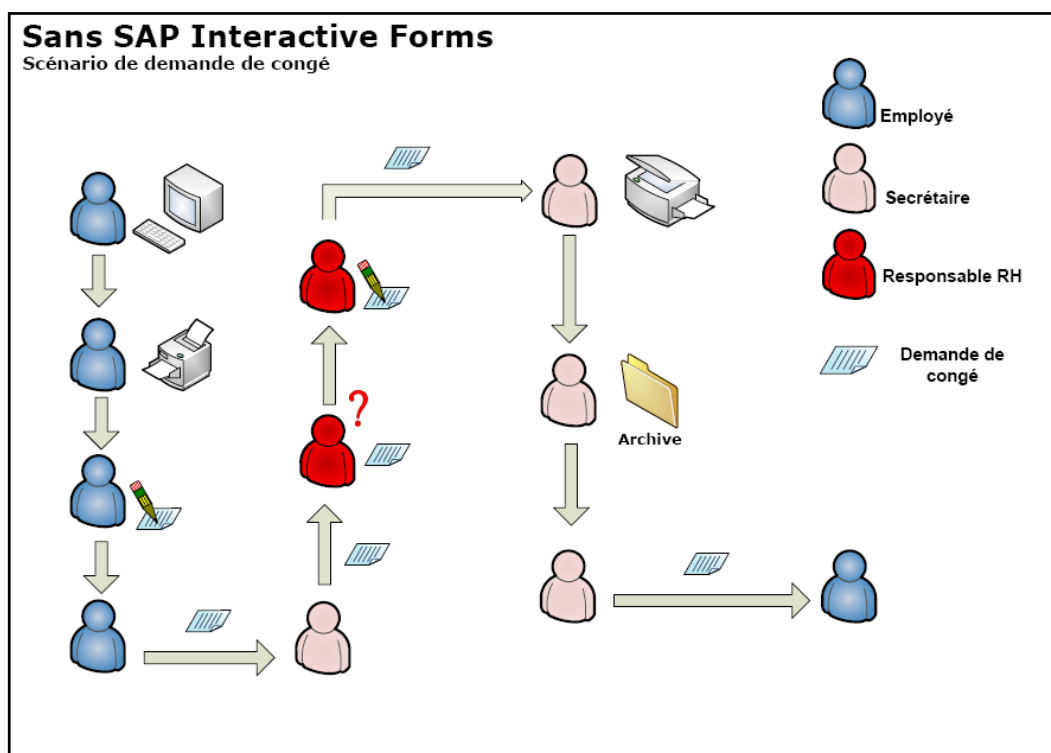 Sans SAP Interactive Forms
Scénario de demande de congé
Employé
Secrétaire
Responsable RH
Demande de
congé
?
Archive